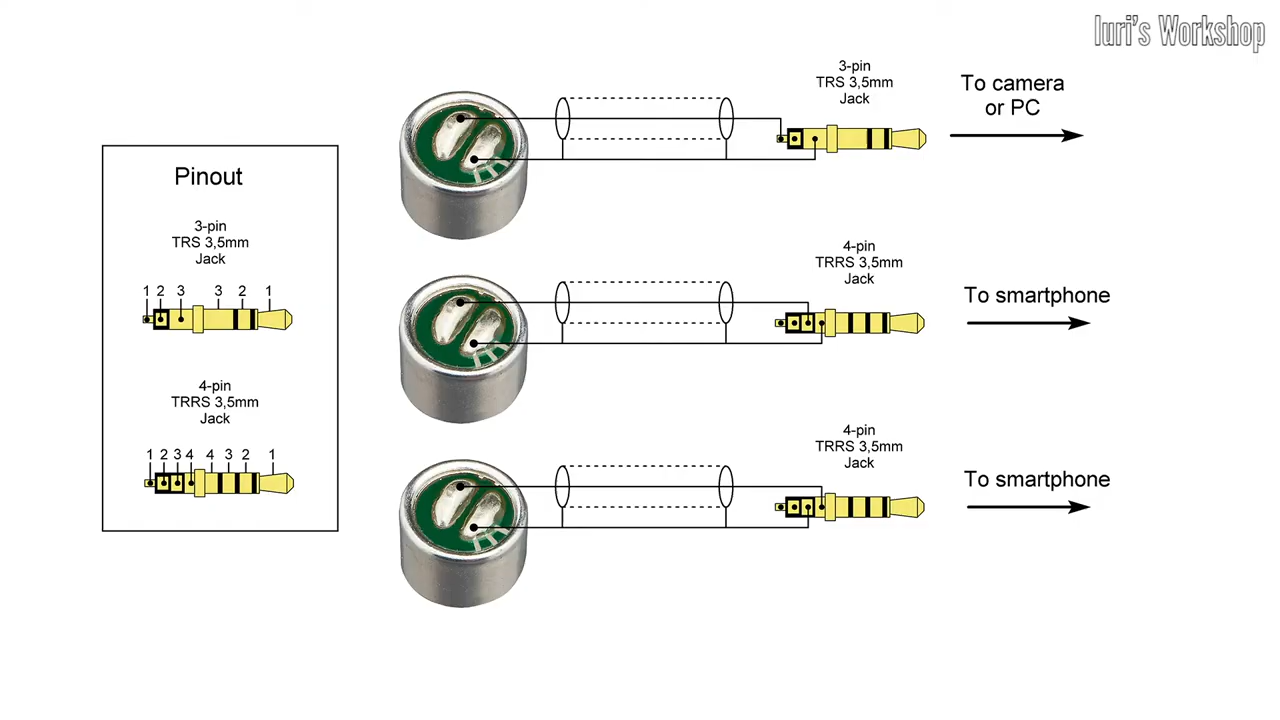 Iuri's Workshop
Pinout
3-pin
TRS 3,5mm
Jack
1 2 3 3 2 1
4-pin
TRRS 3,5mm
Jack
1 2 3 4 4 3 2 1
3-pin
TRS 3,5mm
Jack
To camera
or PC
4-pin
TRRS 3,5mm
Jack
To smartphone
4-pin
TRRS 3,5mm
Jack
To smartphone